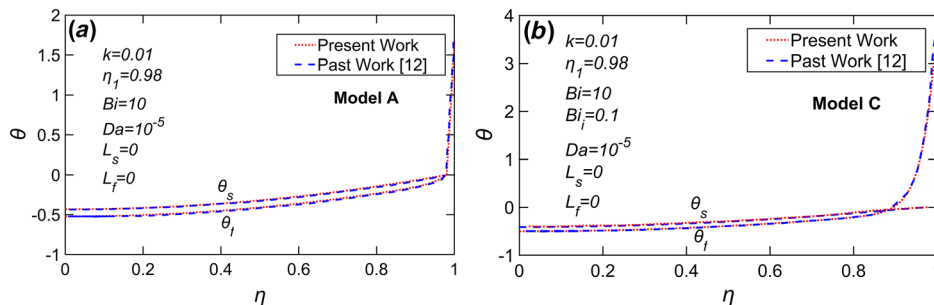 (a)
Present Work
Past Work [12]
k=0.01
η1=0.98
Bi=10
Da=10-5
Ls=0
Lf=0
Model A
θs
θf
θ
2
1.5
1
0.5
0
-0.5
-1
0
0.2
0.4
0.6
0.8
1
η
(b)
Present Work
Past Work [12]
k=0.01
η1=0.98
Bi=10
Bii=0.1
Da=10-5
Ls=0
Lf=0
Model C
θs
θf
θ
4
3
2
1
0
-1
0
0.2
0.4
0.6
0.8
η